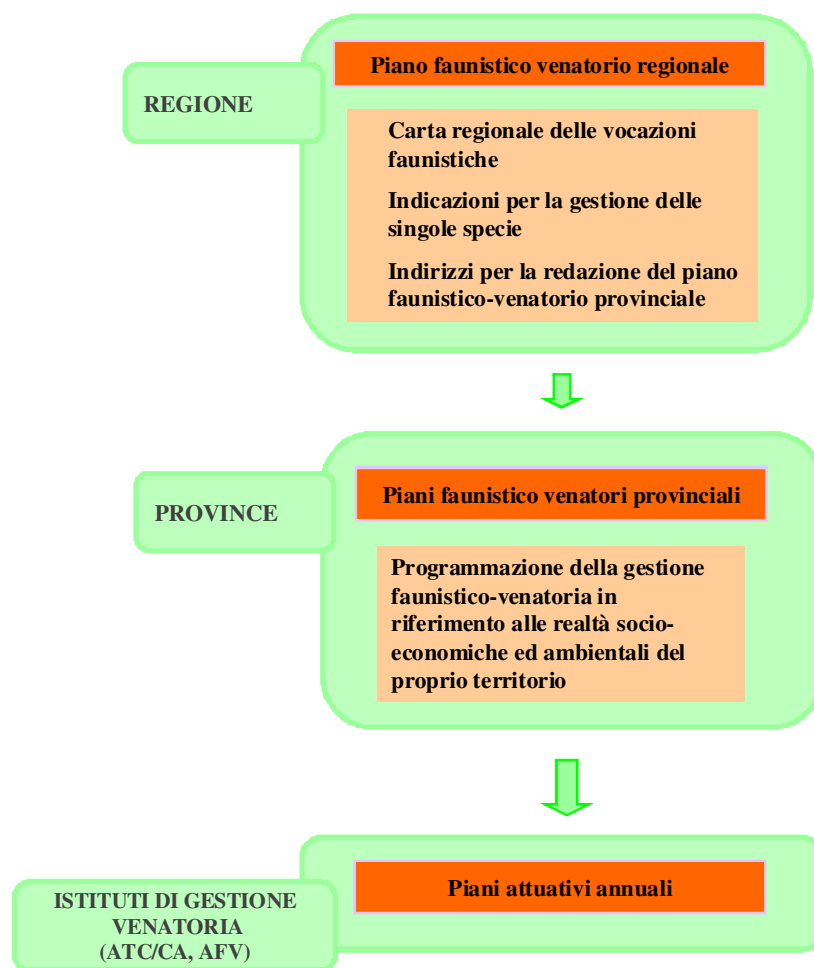 Piano faunistico venatorio regionale
REGIONE
Carta regionale delle vocazioni
faunistiche
Indicazioni per la gestione delle
singole specie
Indirizzi per la redazione del piano
faunistico-venatorio provinciale
Piani faunistico venatori provinciali
PROVINCE
Programmazione della gestione
faunistico-venatoria in
riferimento alle realtà socio-
economiche ed ambientali del
proprio territorio
Piani attuativi annuali
ISTITUTI DI GESTIONE
VENATORIA
(ATC/CA, AFV)